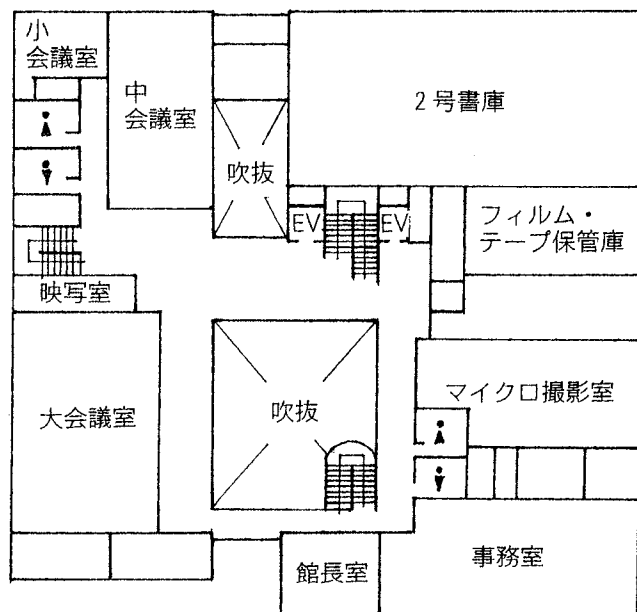 小
会議室
中
会議室
2号書庫
吹抜
EV
EV
フィルム・
テープ保管庫
映写室
大会議室
吹抜
マイクロ撮影室
館長室
事務室